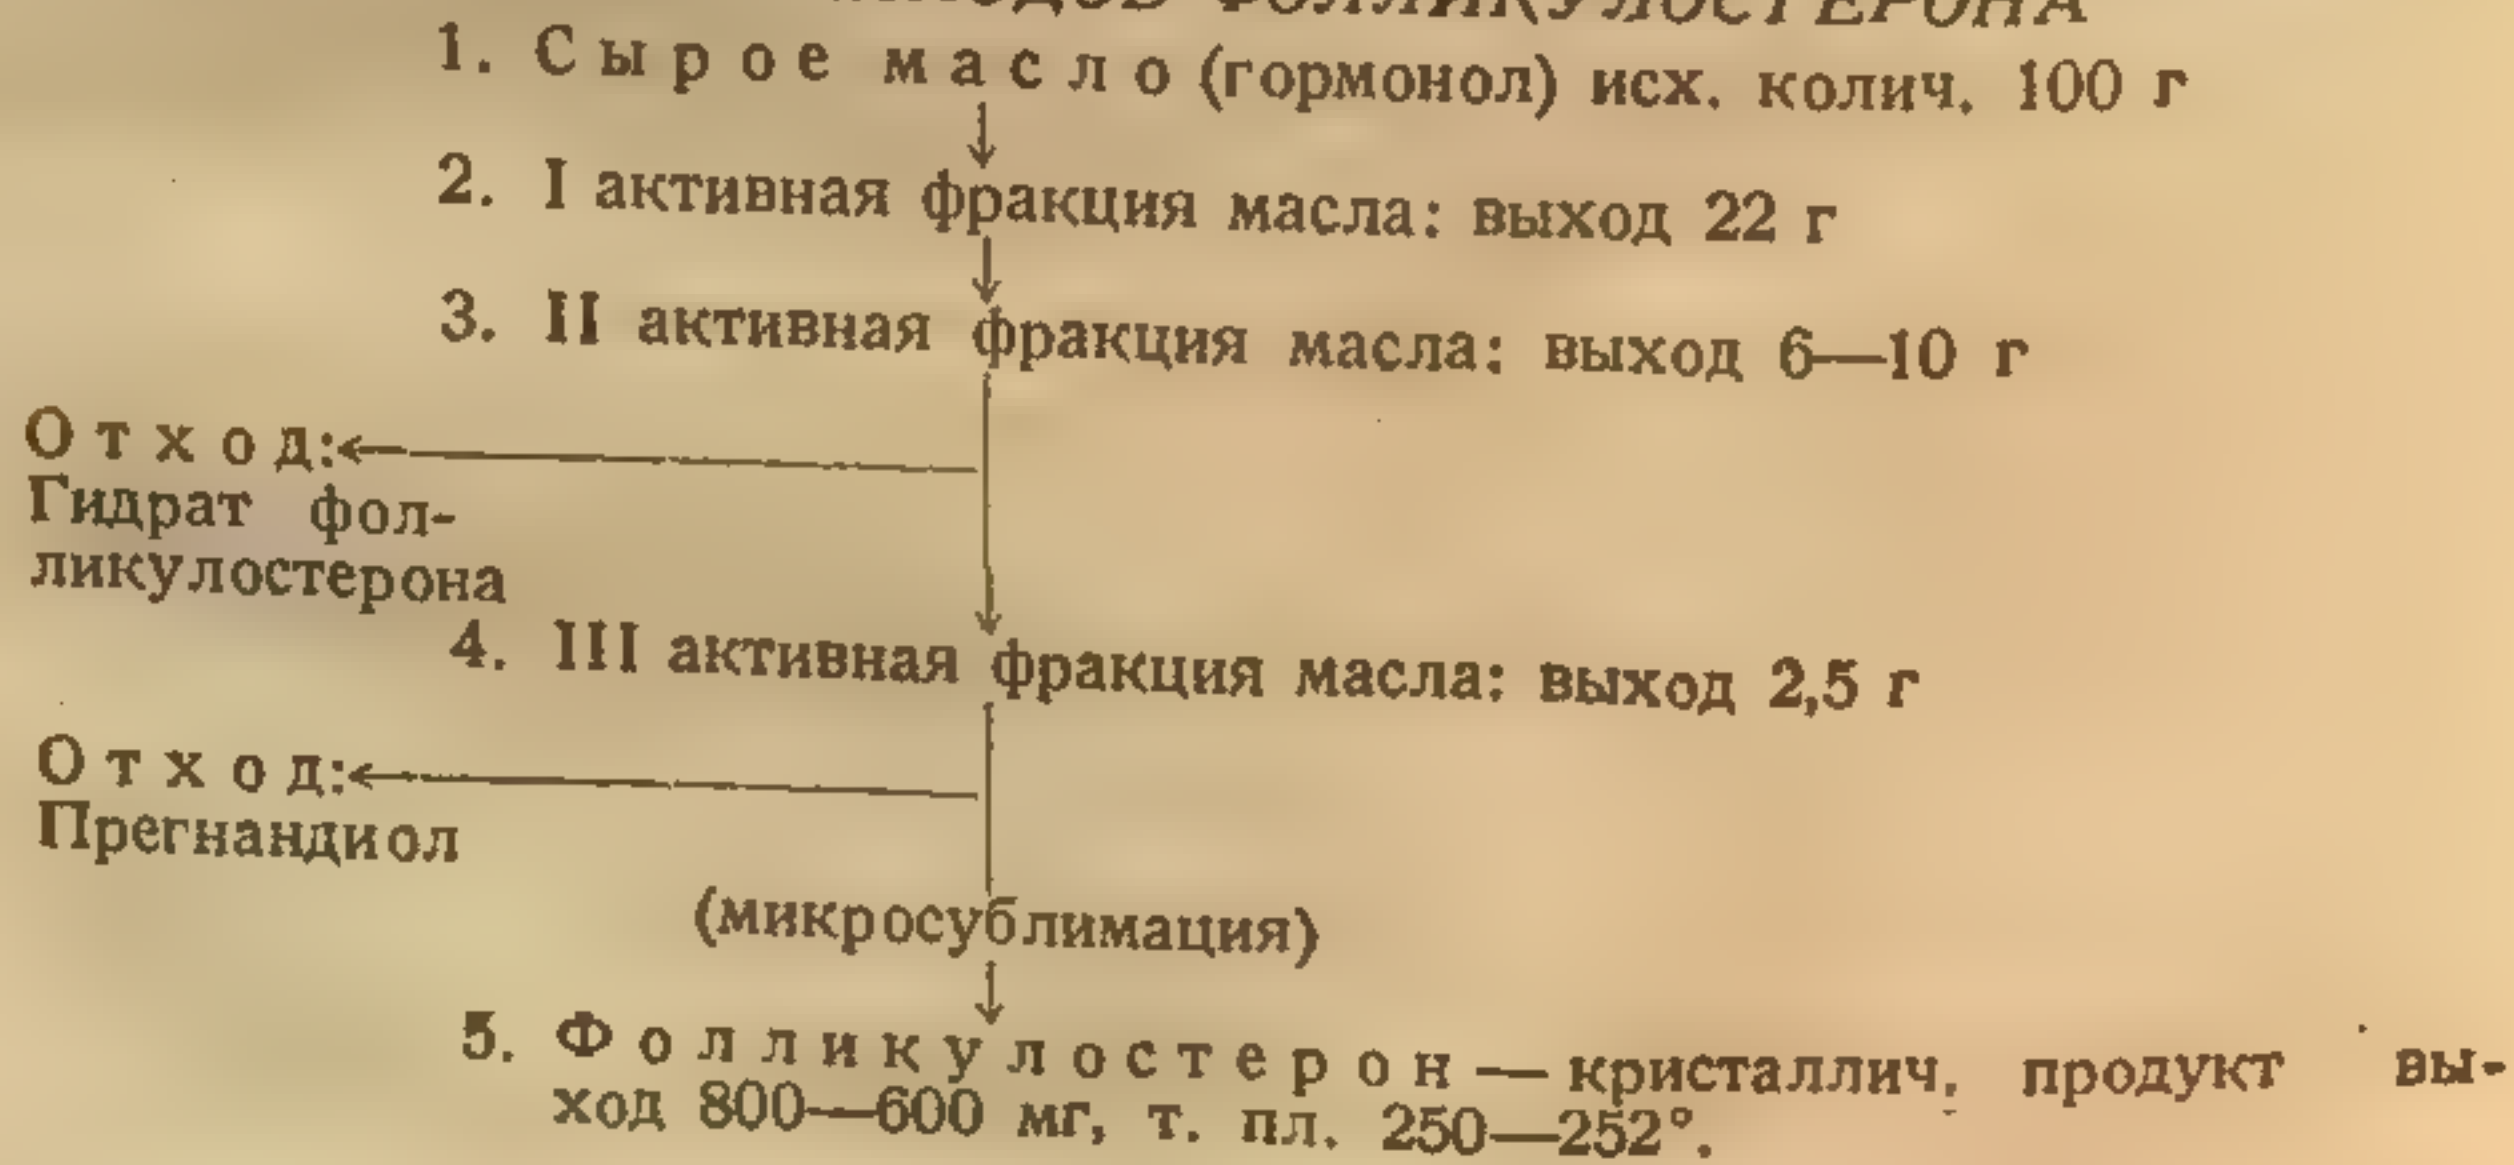 ФОЛЛИКУЛОСТЕРОНА
1. Сырое масло (гормонол) исх. колич. 100 г
2. I активная фракция масла: выход 22 г
3. II активная фракция масла: выход 6—10 г
Отход:
Гидрат фол-
ликулостерона
4. III активная фракция масла: выход 2,5 г
Отход:
Прегнандиол
(микросублимация)
5. Фолликулостерон — кристаллич. продукт вы-
ход 800—600 мг, т. пл. 250—252°.